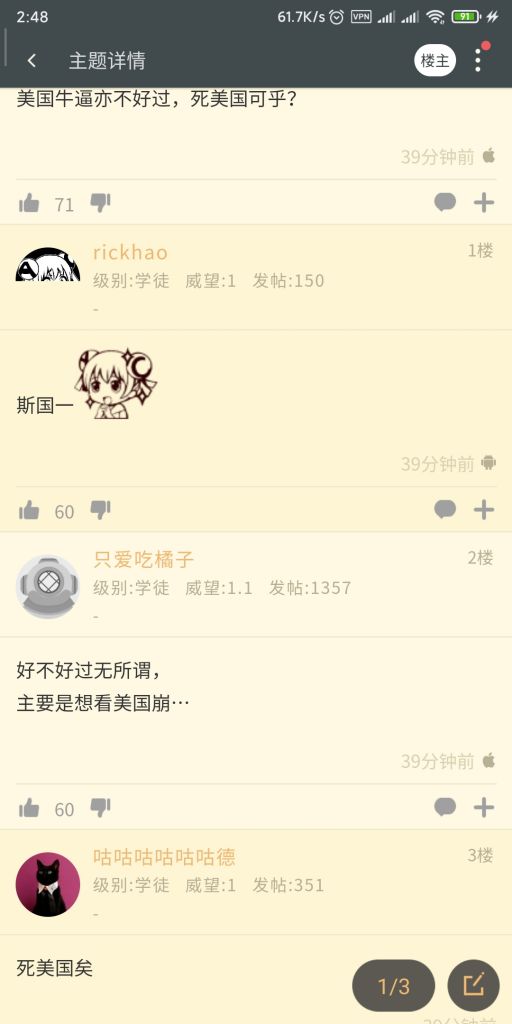 2:48 61.7K/s VPN 91
主题详情 楼主
美国牛逼亦不好过，死美国可乎？
39分钟前
71
rickhao 1楼
级别:学徒 威望:1 发帖:150
-
斯国一
39分钟前
60
只爱吃橘子 2楼
级别:学徒 威望:1.1 发帖:1357
-
好不好过无所谓，
主要是想看美国崩…
39分钟前
60
咕咕咕咕咕咕德 3楼
级别:学徒 威望:1 发帖:351
-
死美国矣
1/3
39分钟前